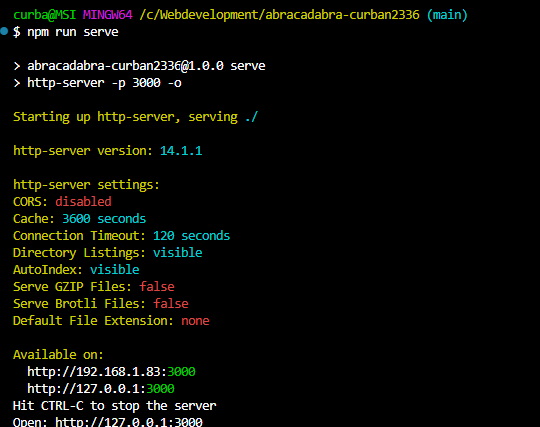 curba@MSI MINGW64 /c/Webdevelopment/abracadabra-curban2336 (main)
$ npm run serve
> abracadabra-curban2336@1.0.0 serve
> http-server -p 3000 -o
Starting up http-server, serving ./
http-server version: 14.1.1
http-server settings:
CORS: disabled
Cache: 3600 seconds
Connection Timeout: 120 seconds
Directory Listings: visible
AutoIndex: visible
Serve GZIP Files: false
Serve Brotli Files: false
Default File Extension: none
Available on:
http://192.168.1.83:3000
http://127.0.0.1:3000
Hit CTRL-C to stop the server
Open: http://127.0.0.1:3000